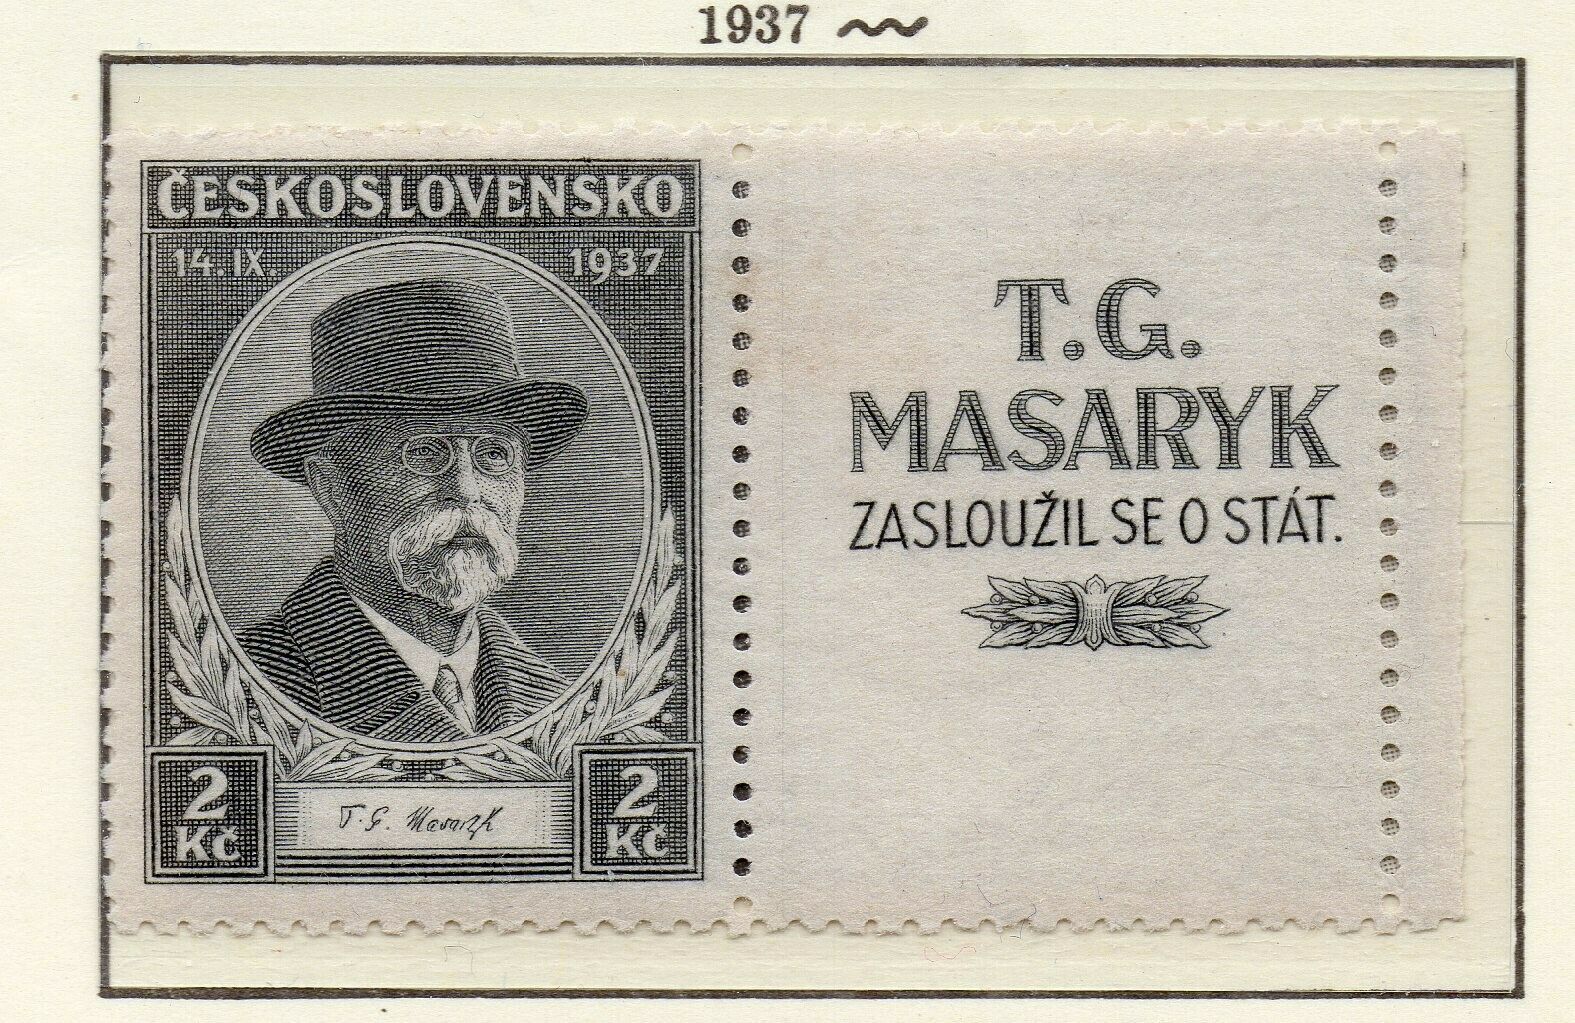 1937
ČESKOSLOVENSKO
14. IX. 1937
2 Kč
T. G. Masaryk
2 Kč
T. G.
MASARYK
ZASLOUŽIL SE O STÁT.